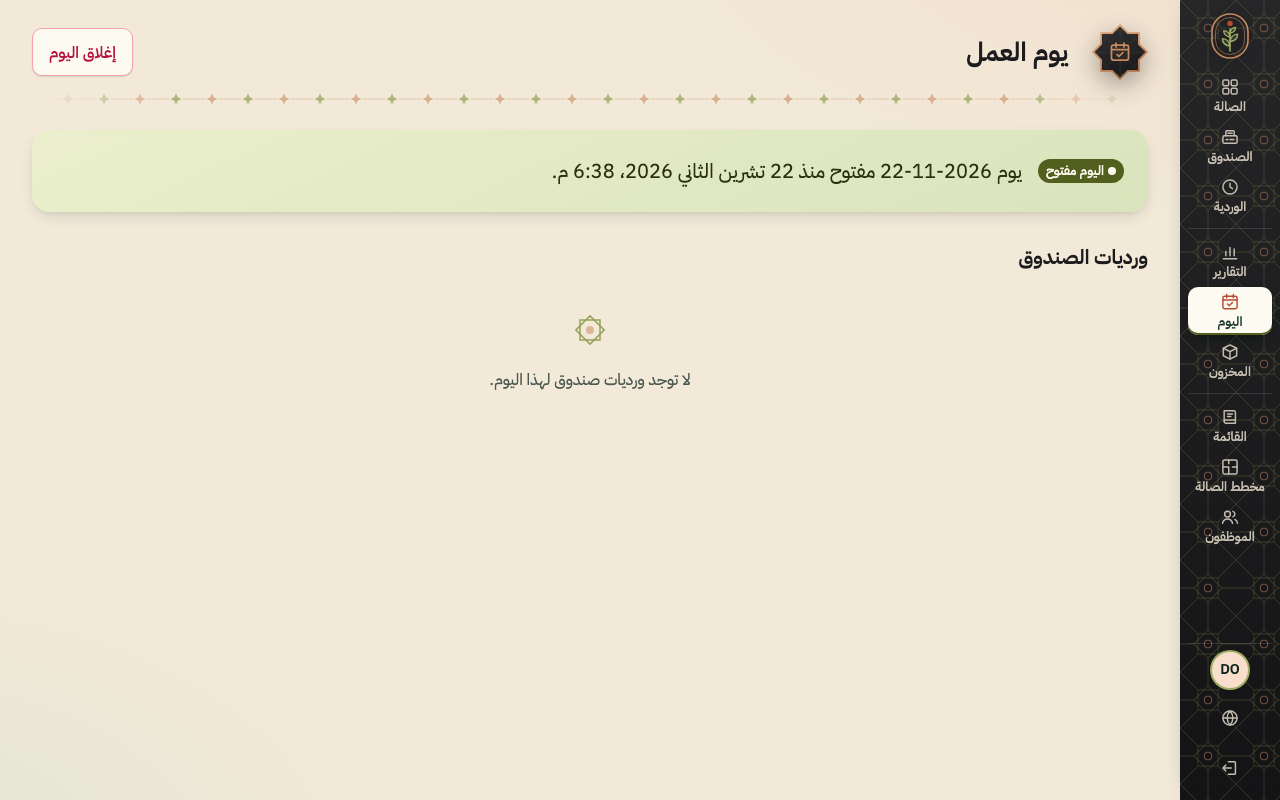 يوم العمل
إغلاق اليوم
اليوم مفتوح
يوم 2026-11-22 مفتوح منذ 22 تشرين الثاني 2026، 6:38 م.
ورديات الصندوق
لا توجد ورديات صندوق لهذا اليوم.
الصالة
الصندوق
الوردية
التقارير
اليوم
المخزون
القائمة
مخطط الصالة
الموظفون
DO